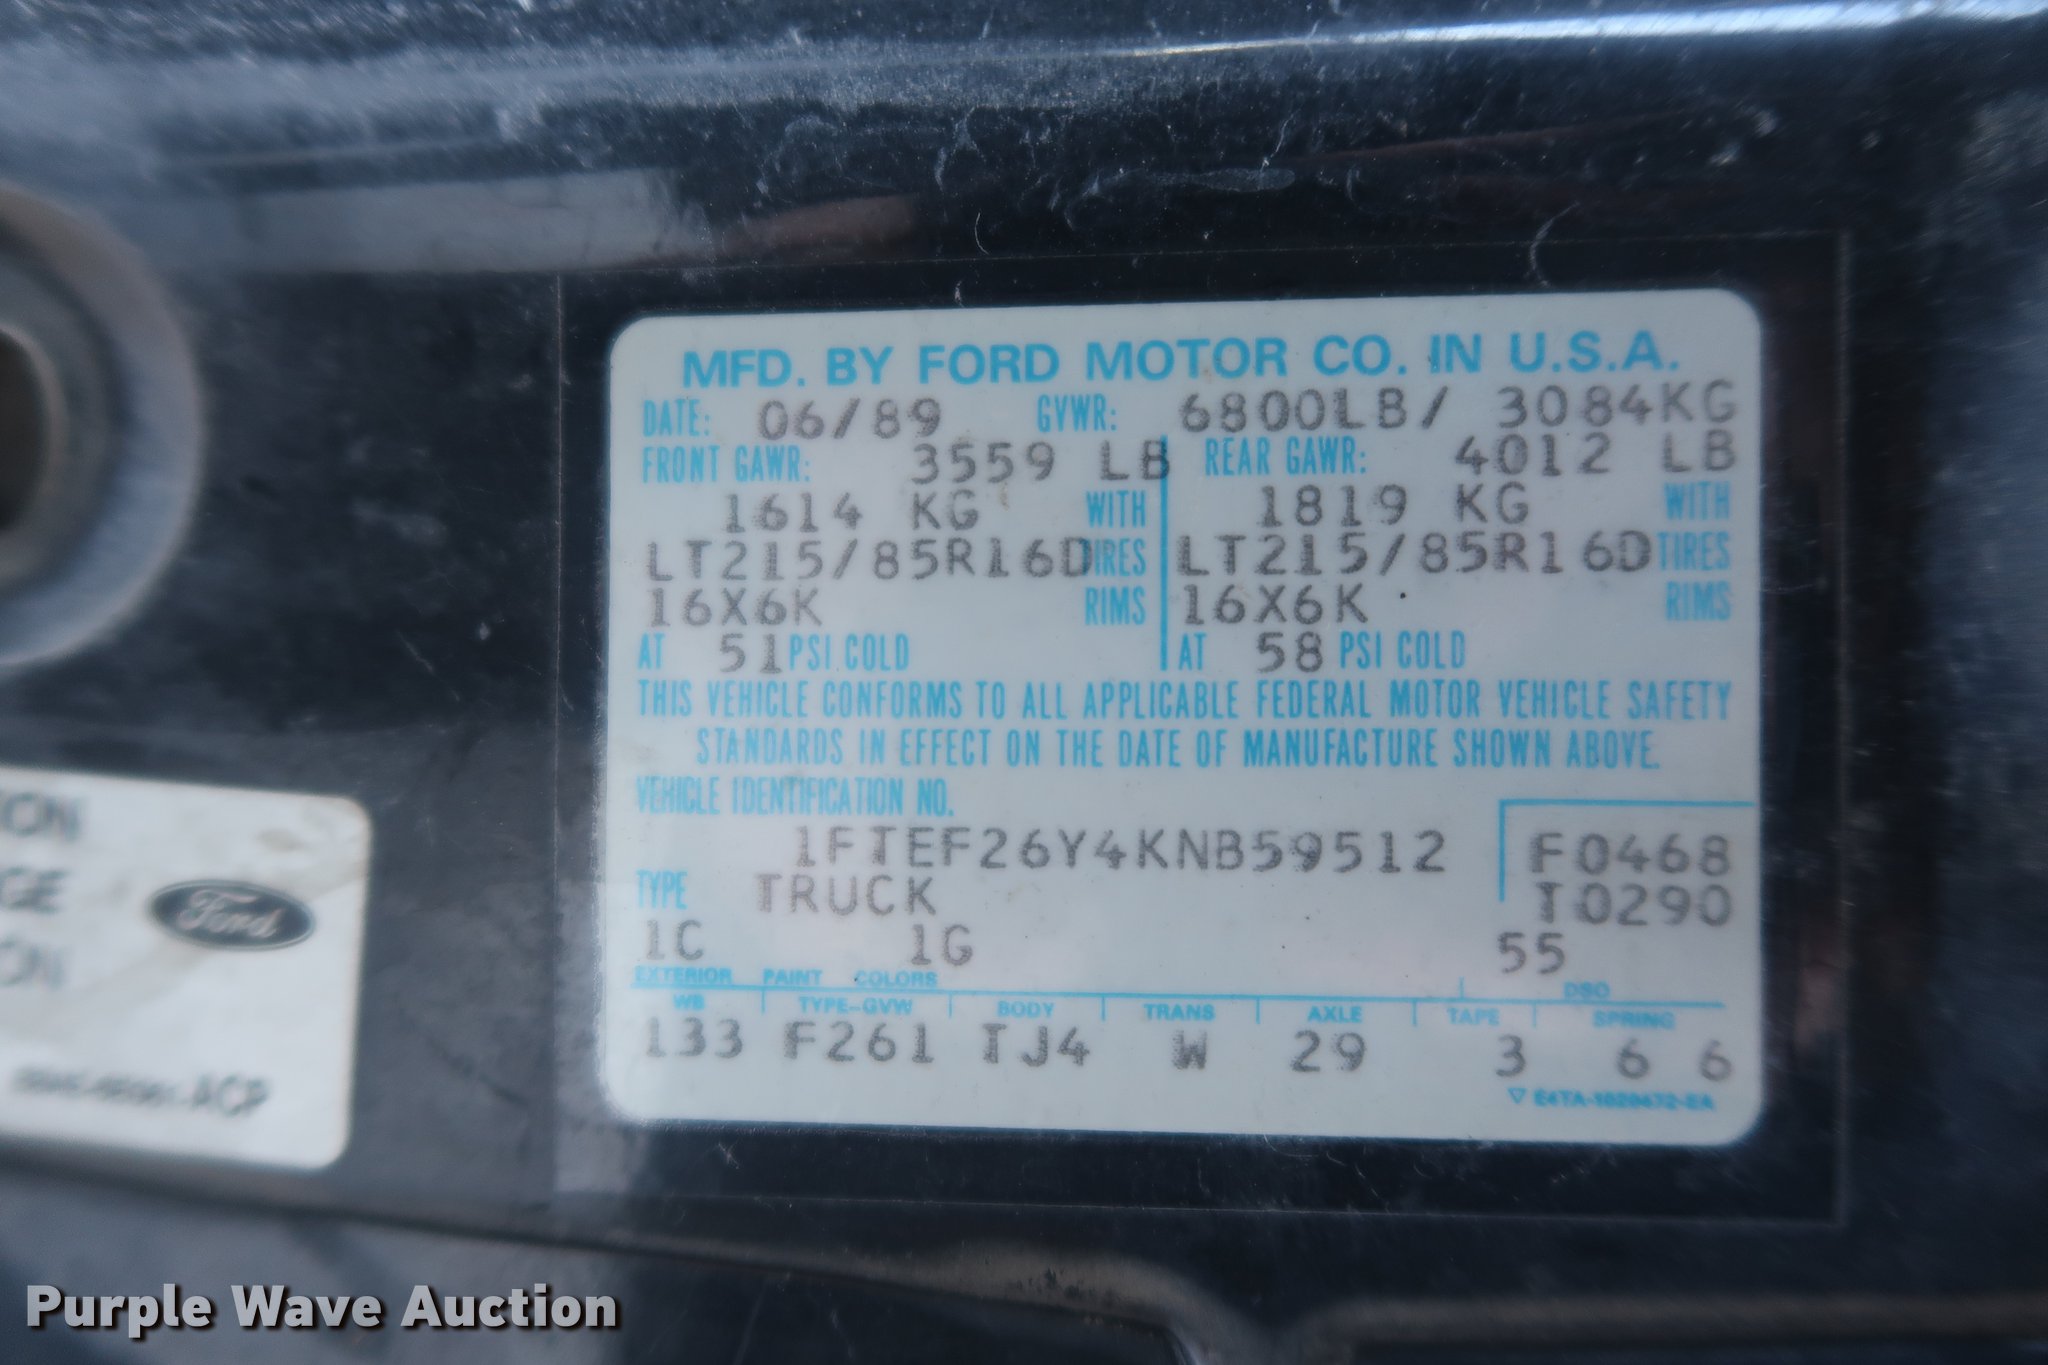 MFD. BY FORD MOTOR CO. IN U.S.A.
DATE: 06/89 GVWR: 6800LB/ 3084KG
FRONT GAWR: 3559 LB REAR GAWR: 4012 LB
1614 KG WITH 1819 KG WITH
LT215/85R16D TIRES LT215/85R16D TIRES
16X6K RIMS 16X6K RIMS
AT 51 PSI COLD AT 58 PSI COLD
THIS VEHICLE CONFORMS TO ALL APPLICABLE FEDERAL MOTOR VEHICLE SAFETY
STANDARDS IN EFFECT ON THE DATE OF MANUFACTURE SHOWN ABOVE.
VEHICLE IDENTIFICATION NO.
1FTEF26Y4KNB59512 F0468
TYPE TRUCK T0290
1C 1G 55
EXTERIOR PAINT COLORS DSO
WB TYPE-GVW BODY TRANS AXLE TAPE SPRING
133 F261 TJ4 W 29 3 6 6
Ford
ACP
Purple Wave Auction